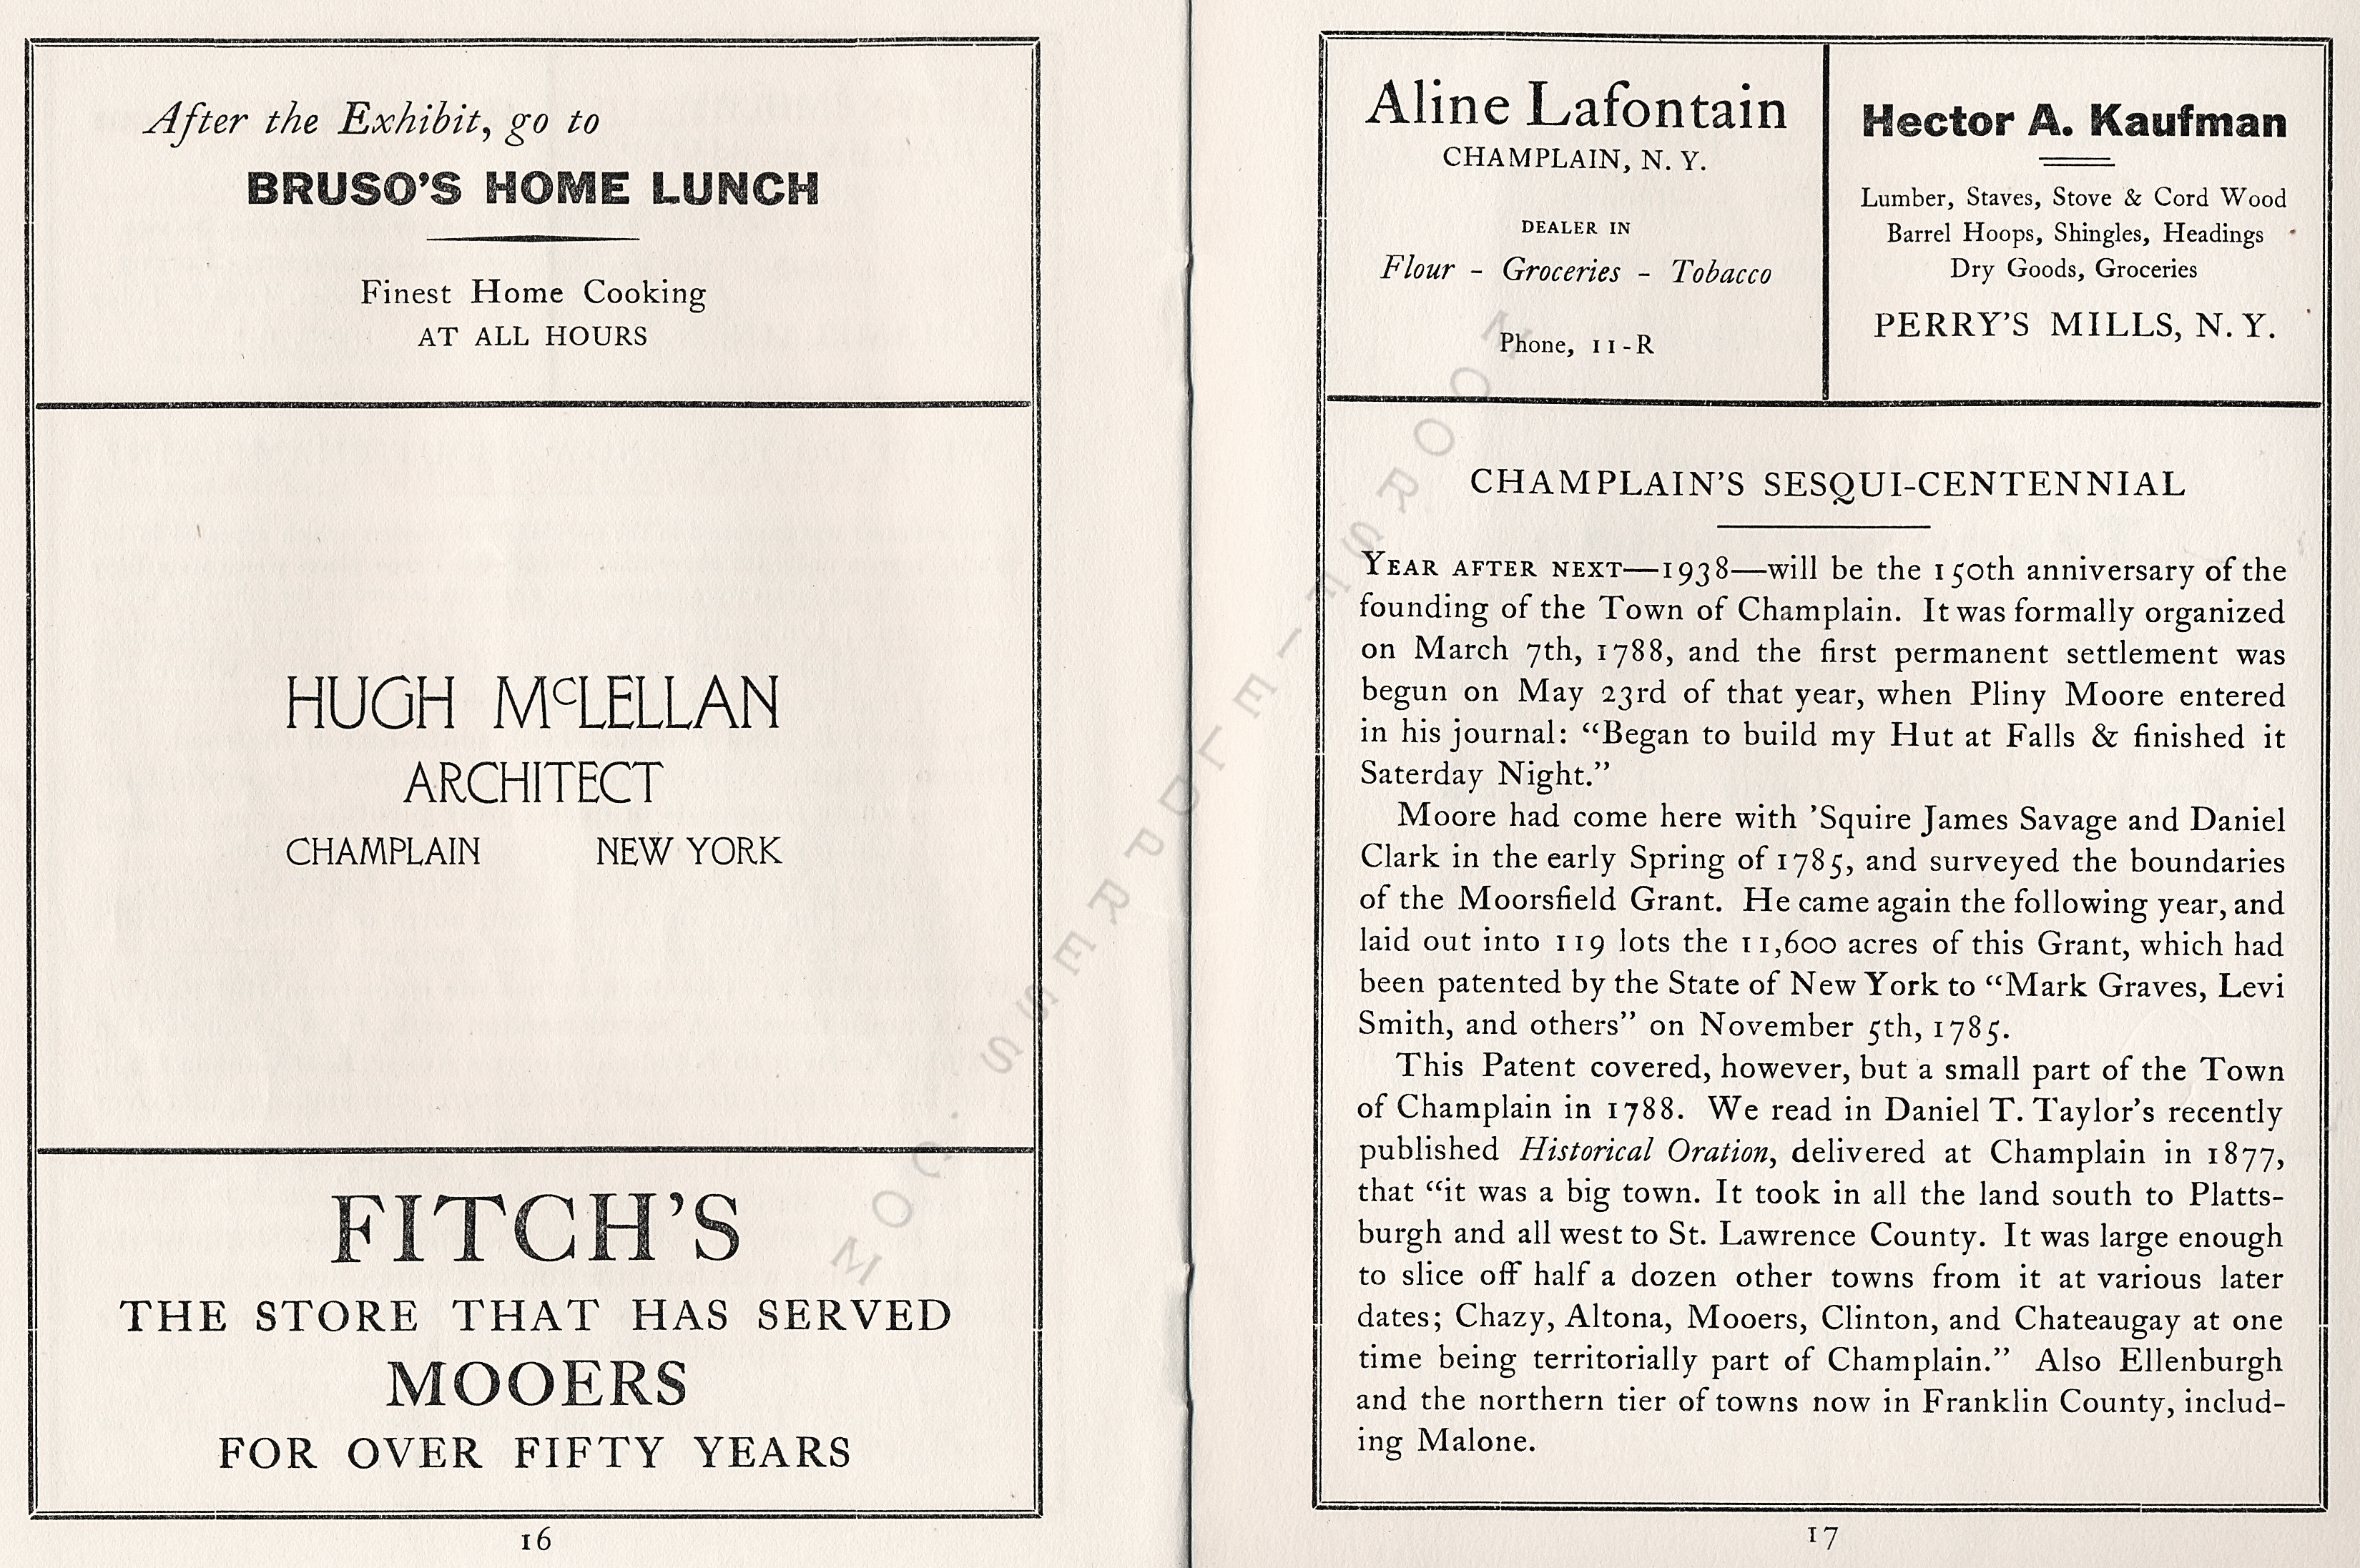 After the Exhibit, go to
BRUSO'S HOME LUNCH
Finest Home Cooking
AT ALL HOURS
HUGH McLELLAN
ARCHITECT
CHAMPLAIN NEW YORK
FITCH'S
THE STORE THAT HAS SERVED
MOOERS
FOR OVER FIFTY YEARS
16
Aline Lafontain
CHAMPLAIN, N. Y.
DEALER IN
Flour - Groceries - Tobacco
Phone, 11-R
Hector A. Kaufman
Lumber, Staves, Stove & Cord Wood
Barrel Hoops, Shingles, Headings
Dry Goods, Groceries
PERRY'S MILLS, N. Y.
CHAMPLAIN'S SESQUI-CENTENNIAL
YEAR AFTER NEXT—1938—will be the 150th anniversary of the
founding of the Town of Champlain. It was formally organized
on March 7th, 1788, and the first permanent settlement was
begun on May 23rd of that year, when Pliny Moore entered
in his journal: “Began to build my Hut at Falls & finished it
Saterday Night.”
Moore had come here with 'Squire James Savage and Daniel
Clark in the early Spring of 1785, and surveyed the boundaries
of the Moorsfield Grant. He came again the following year, and
laid out into 119 lots the 11,600 acres of this Grant, which had
been patented by the State of New York to “Mark Graves, Levi
Smith, and others” on November 5th, 1785.
This Patent covered, however, but a small part of the Town
of Champlain in 1788. We read in Daniel T. Taylor's recently
published Historical Oration, delivered at Champlain in 1877,
that “it was a big town. It took in all the land south to Platts-
burgh and all west to St. Lawrence County. It was large enough
to slice off half a dozen other towns from it at various later
dates; Chazy, Altona, Mooers, Clinton, and Chateaugay at one
time being territorially part of Champlain.” Also Ellenburgh
and the northern tier of towns now in Franklin County, includ-
ing Malone.
17
MOC.SSERPDLEIFSROON